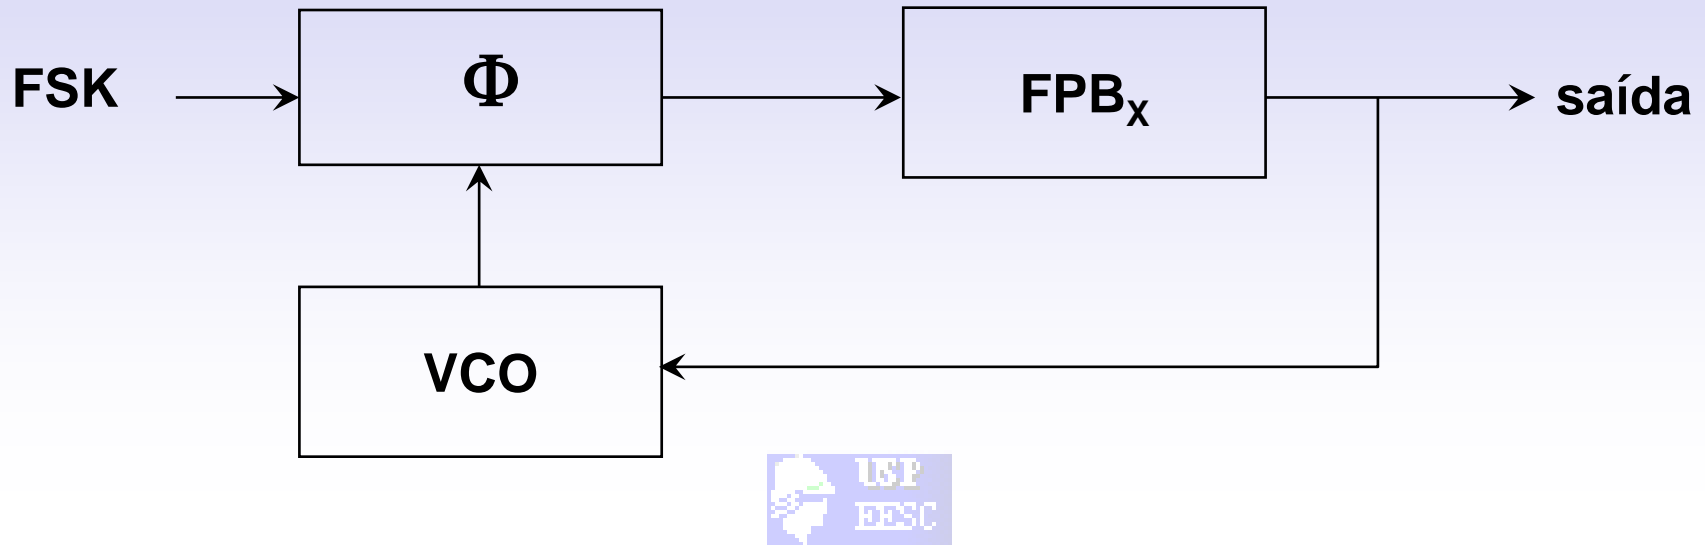 FSK
Φ
FPBX
saída
VCO
USP
EESC